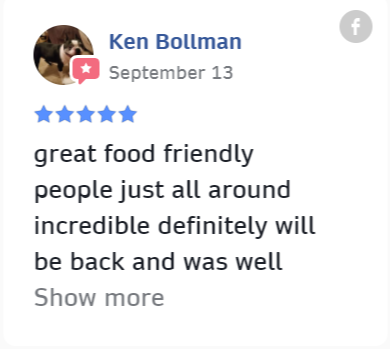 Ken Bollman
September 13
great food friendly
people just all around
incredible definitely will
be back and was well
Show more